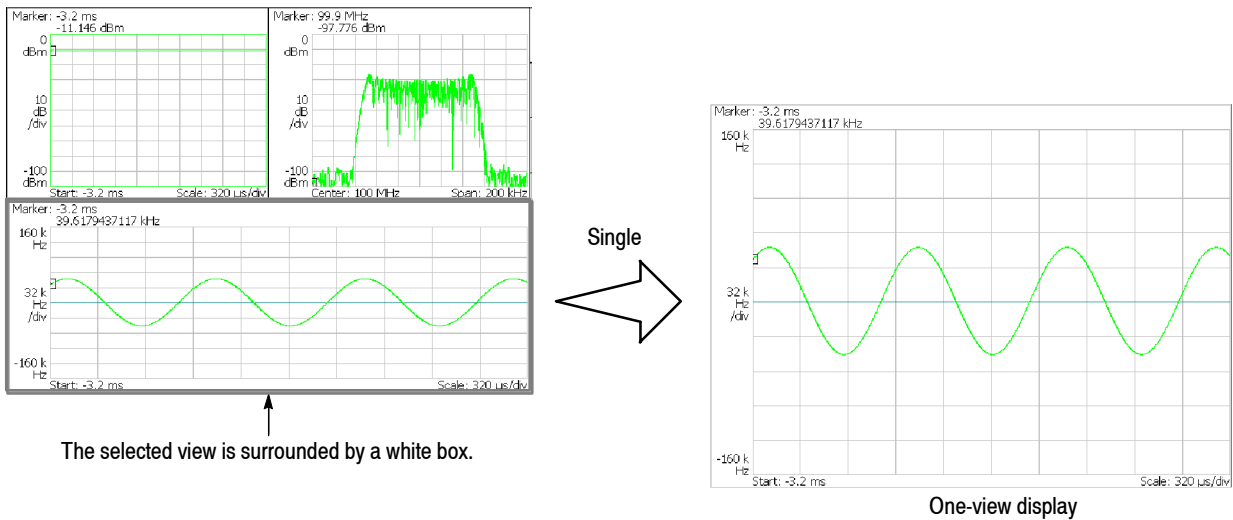 Marker: -3.2 ms
-11.146 dBm
0
dBm
10
dB
/div
-100
dBm
Start: -3.2 ms Scale: 320 µs/div
Marker: 99.9 MHz
-97.776 dBm
0
dBm
10
dB
/div
-100
dBm
Center: 100 MHz Span: 200 kHz
Marker: -3.2 ms
39.6179437117 kHz
160 k
Hz
32 k
Hz
/div
-160 k
Hz
Start: -3.2 ms Scale: 320 µs/div
The selected view is surrounded by a white box.
Single
Marker: -3.2 ms
39.6179437117 kHz
160 k
Hz
32 k
Hz
/div
-160 k
Hz
Start: -3.2 ms Scale: 320 µs/div
One-view display